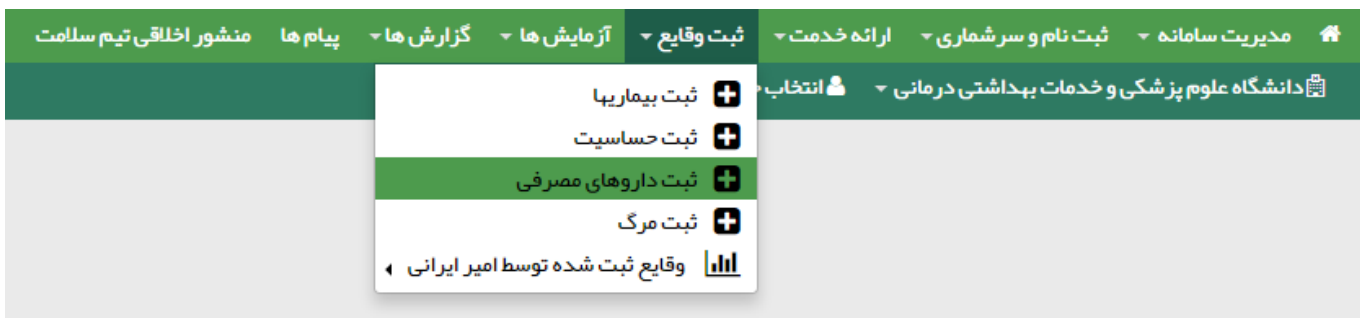 مدیریت سامانه ثبت نام و سرشماری ارائه خدمت ثبت وقایع آزمایش ها گزارش ها پیام ها منشور اخلاقی تیم سلامت
دانشگاه علوم پزشکی و خدمات بهداشتی درمانی انتخاب
ثبت بیماریها
ثبت حساسیت
ثبت داروهای مصرفی
ثبت مرگ
وقایع ثبت شده توسط امیر ایرانی